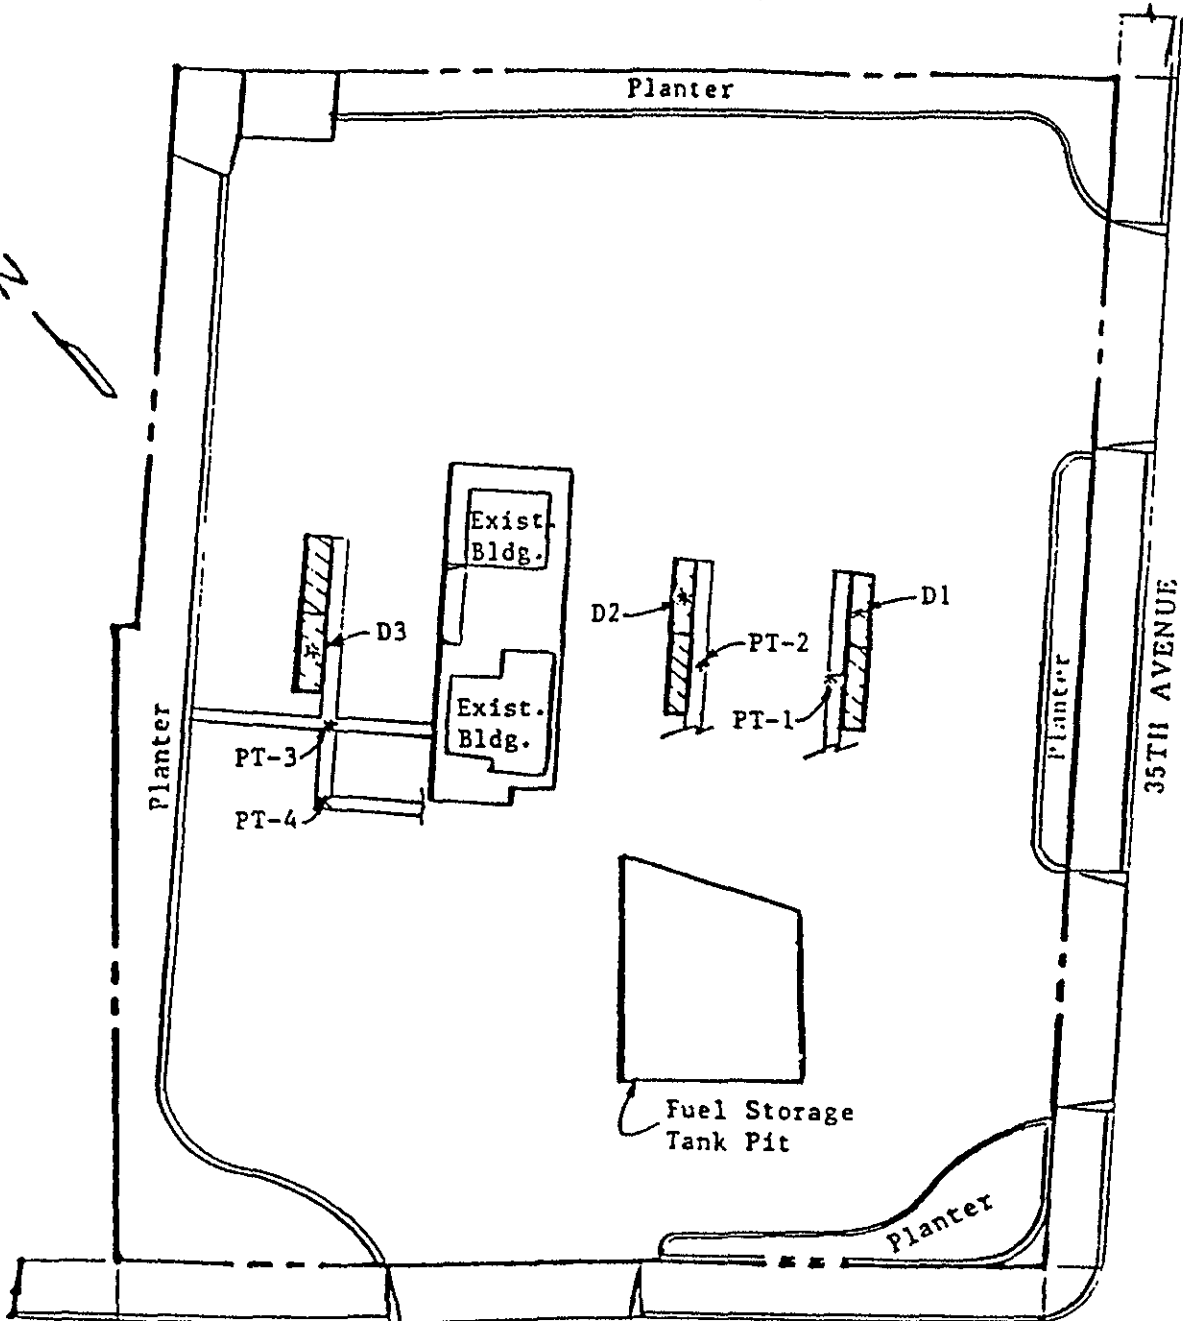 Planter
N
Exist.
Bldg.
D2
D1
D3
PT-2
Exist.
Bldg.
PT-1
PT-3
PT-4
Planter
Planter
35TH AVENUE
Fuel Storage
Tank Pit
Planter